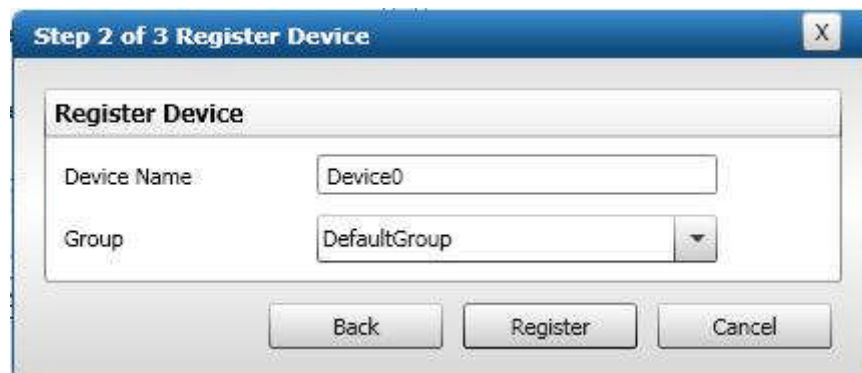 Step 2 of 3 Register Device
X
Register Device
Device Name
Device0
Group
DefaultGroup
Back
Register
Cancel